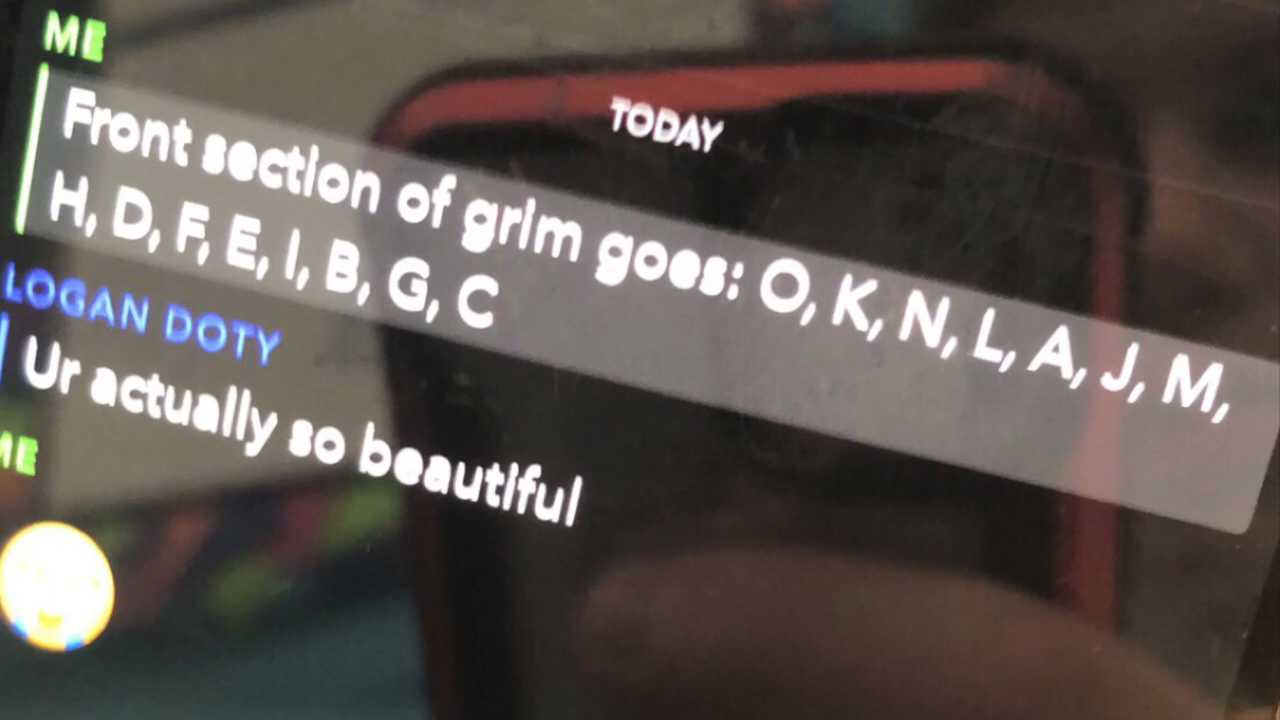 ME
TODAY
Front section of grim goes: O, K, N, L, A, J, M,
H, D, F, E, I, B, G, C
LOGAN DOTY
Ur actually so beautiful
ME